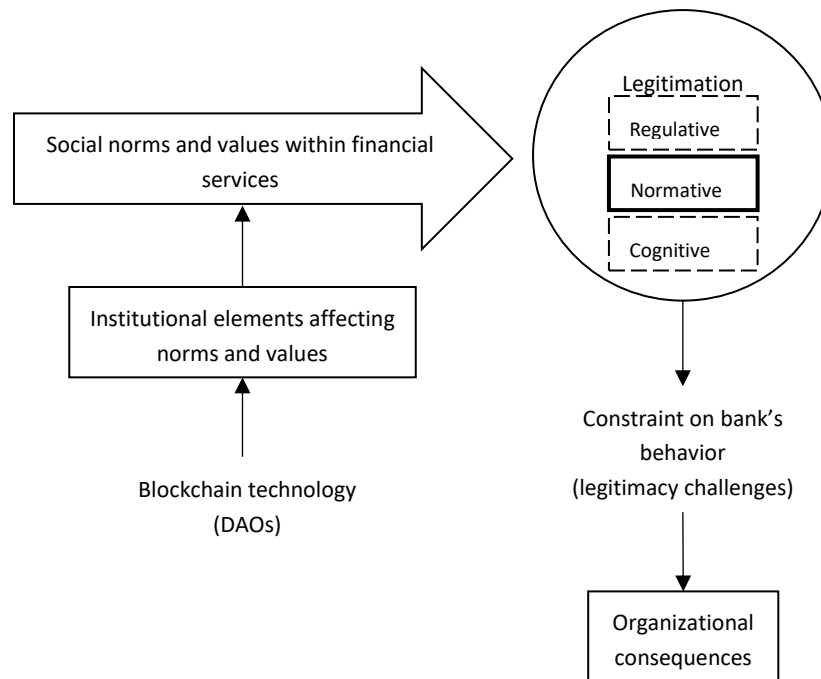 Social norms and values within financial
services
Institutional elements affecting
norms and values
Blockchain technology
(DAOs)
Legitimation
Regulative
Normative
Cognitive
Constraint on bank’s
behavior
(legitimacy challenges)
Organizational
consequences